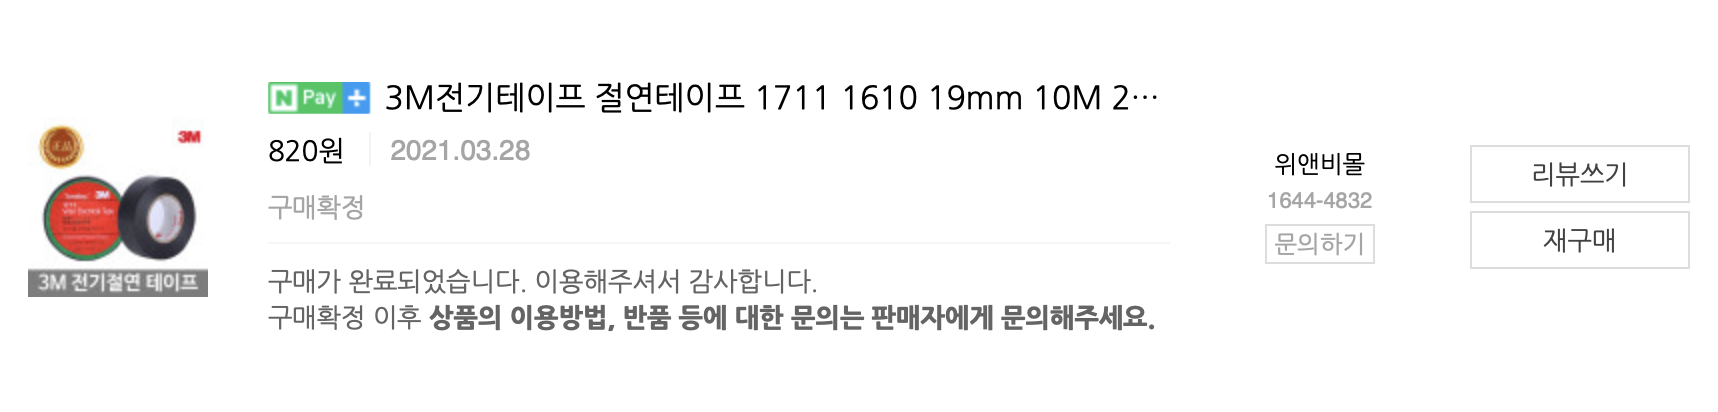 N Pay + 3M전기테이프 절연테이프 1711 1610 19mm 10M 2…
820원 2021.03.28
구매확정
구매가 완료되었습니다. 이용해주셔서 감사합니다.
구매확정 이후 상품의 이용방법, 반품 등에 대한 문의는 판매자에게 문의해주세요.
3M
3M
3M 전기절연 테이프
위앤비몰
1644-4832
문의하기
리뷰쓰기
재구매